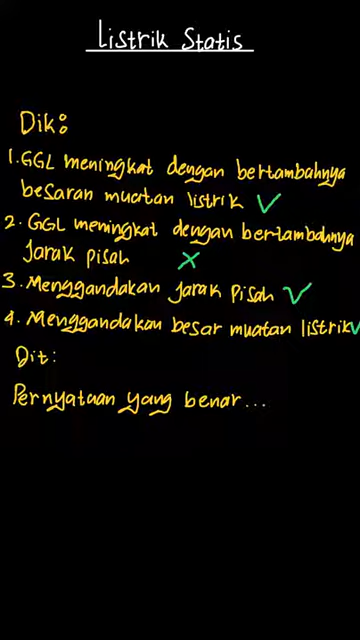 Listrik Statis
Dik:
1. GGL meningkat dengan bertambahnya
besaran muatan listrik ✓
2. GGL meningkat dengan bertambahnya
Jarak pisah ×
3. Menggandakan jarak pisah ✓
4. Menggandakan besar muatan listrik ✓
Dit:
Pernyataan yang benar...